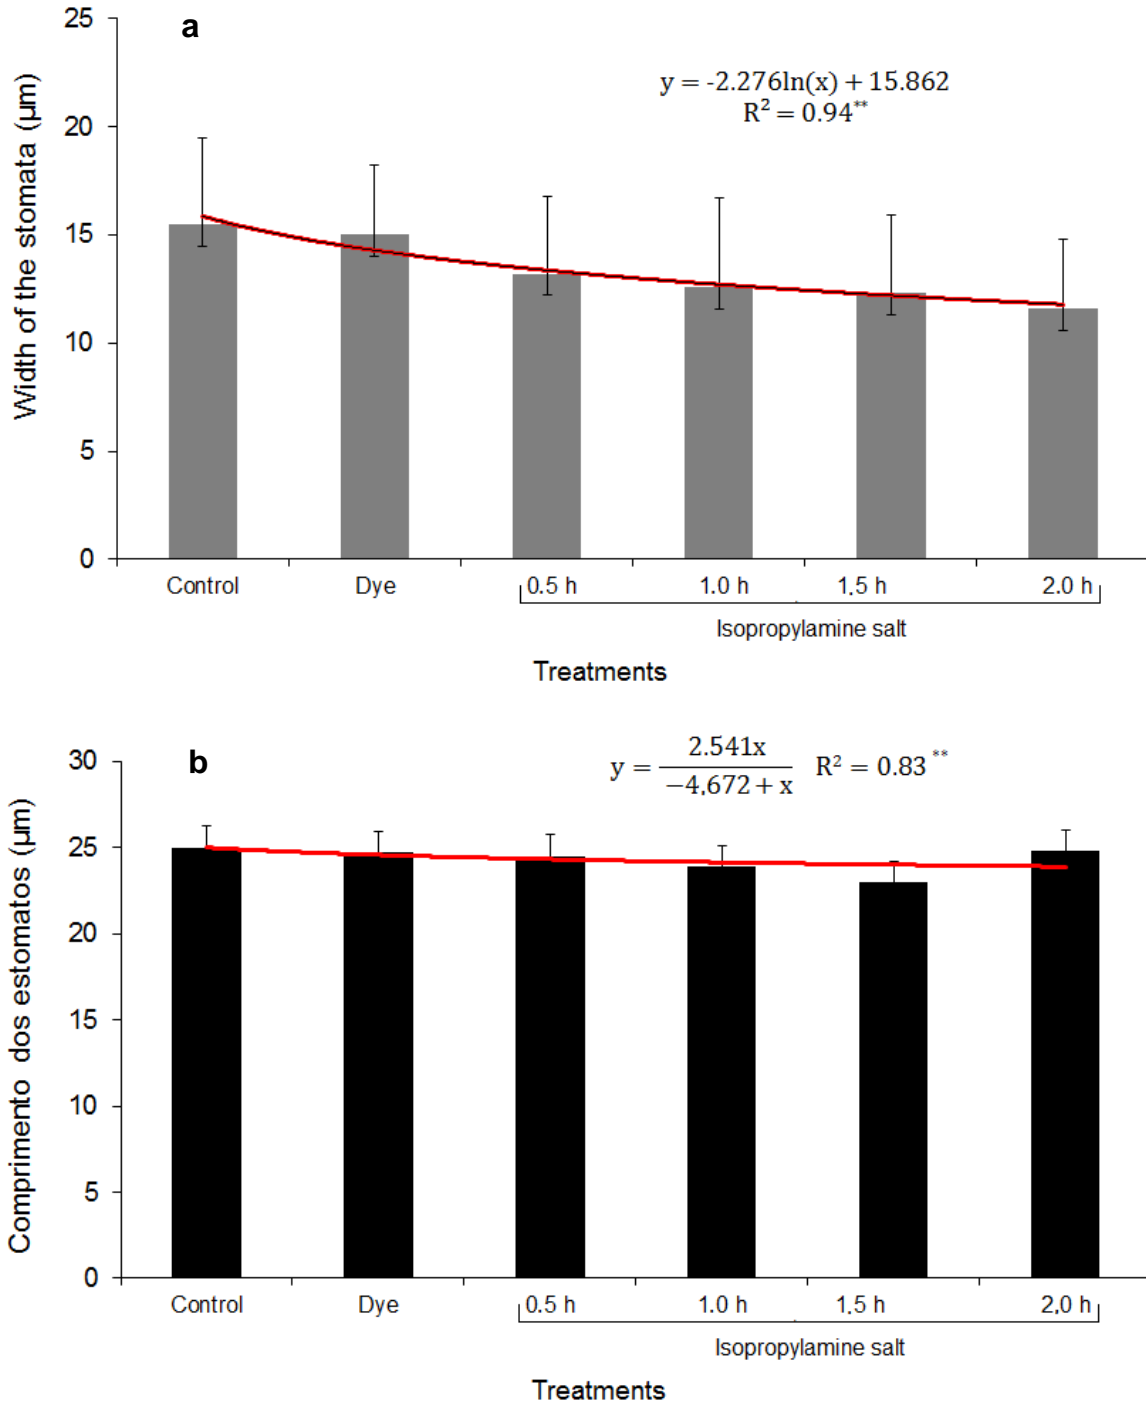 a
y = -2.276ln(x) + 15.862
R² = 0.94**
Width of the stomata (µm)
25
20
15
10
5
0
Control Dye 0.5 h 1.0 h 1.5 h 2.0 h
Isopropylamine salt
Treatments
b
y = 2.541x / −4,672 + x R² = 0.83 **
Comprimento dos estomatos (µm)
30
25
20
15
10
5
0
Control Dye 0.5 h 1.0 h 1,5 h 2,0 h
Isopropylamine salt
Treatments